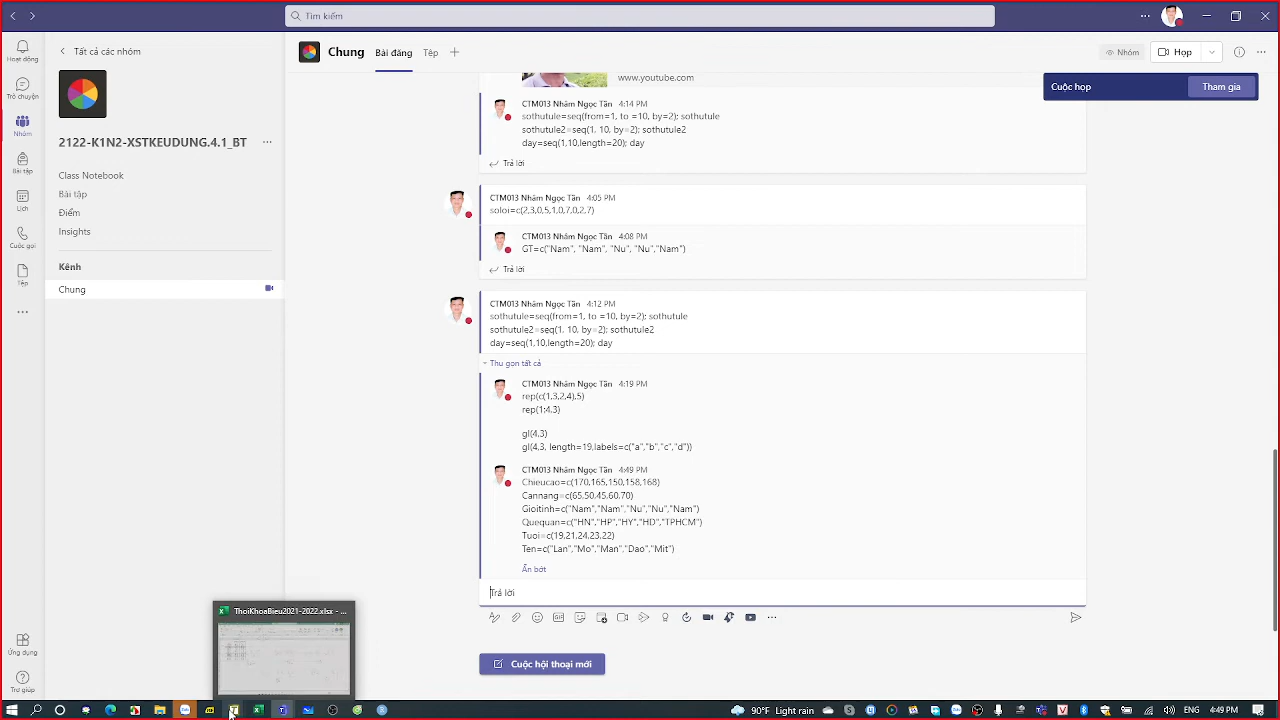 Tìm kiếm
Hoạt động
Trò chuyện
Nhóm
Bài tập
Lịch
Cuộc gọi
Tệp
Ứng dụng
Trợ giúp
Tất cả các nhóm
2122-K1N2-XSTKEUDUNG.4.1_BT
Class Notebook
Bài tập
Điểm
Insights
Kênh
Chung
Chung
Bài đăng
Tệp
Nhóm
Họp
Cuộc họp
Tham gia
www.youtube.com
CTM013 Nhâm Ngọc Tần 4:14 PM
sothutule=seq(from=1, to =10, by=2); sothutule
sothutule2=seq(1, 10, by=2); sothutule2
day=seq(1,10,length=20); day
Trả lời
CTM013 Nhâm Ngọc Tần 4:05 PM
soloi=c(2,3,0,5,1,0,7,0,2,7)
CTM013 Nhâm Ngọc Tần 4:08 PM
GT=c("Nam", "Nam", "Nu", "Nu","Nam")
Trả lời
CTM013 Nhâm Ngọc Tần 4:12 PM
sothutule=seq(from=1, to =10, by=2); sothutule
sothutule2=seq(1, 10, by=2); sothutule2
day=seq(1,10,length=20); day
Thu gọn tất cả
CTM013 Nhâm Ngọc Tần 4:19 PM
rep(c(1,3,2,4),5)
rep(1:4,3)
gl(4,3)
gl(4,3, length=19,labels=c("a","b","c","d"))
CTM013 Nhâm Ngọc Tần 4:49 PM
Chieucao=c(170,165,150,158,168)
Cannang=c(65,50,45,60,70)
Gioitinh=c("Nam","Nam","Nu","Nu","Nam")
Quequan=c("HN","HP","HY","HD","TPHCM")
Tuoi=c(19,21,24,23,22)
Ten=c("Lan","Mo","Man","Dao","Mit")
Ẩn bớt
Trả lời
Cuộc hội thoại mới
ThoiKhoaBieu2021-2022.xlsx - ...
90°F Light rain
ENG
4:49 PM